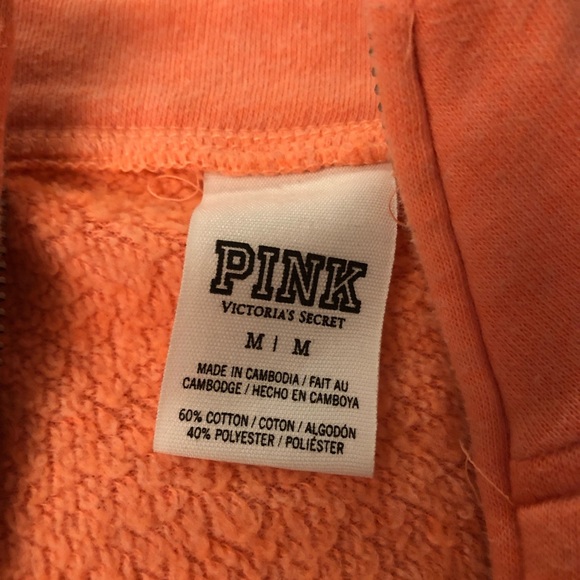 PINK
VICTORIA'S SECRET
M | M
MADE IN CAMBODIA / FAIT AU
CAMBODGE / HECHO EN CAMBOYA
60% COTTON / COTON / ALGODÓN
40% POLYESTER / POLIÉSTER